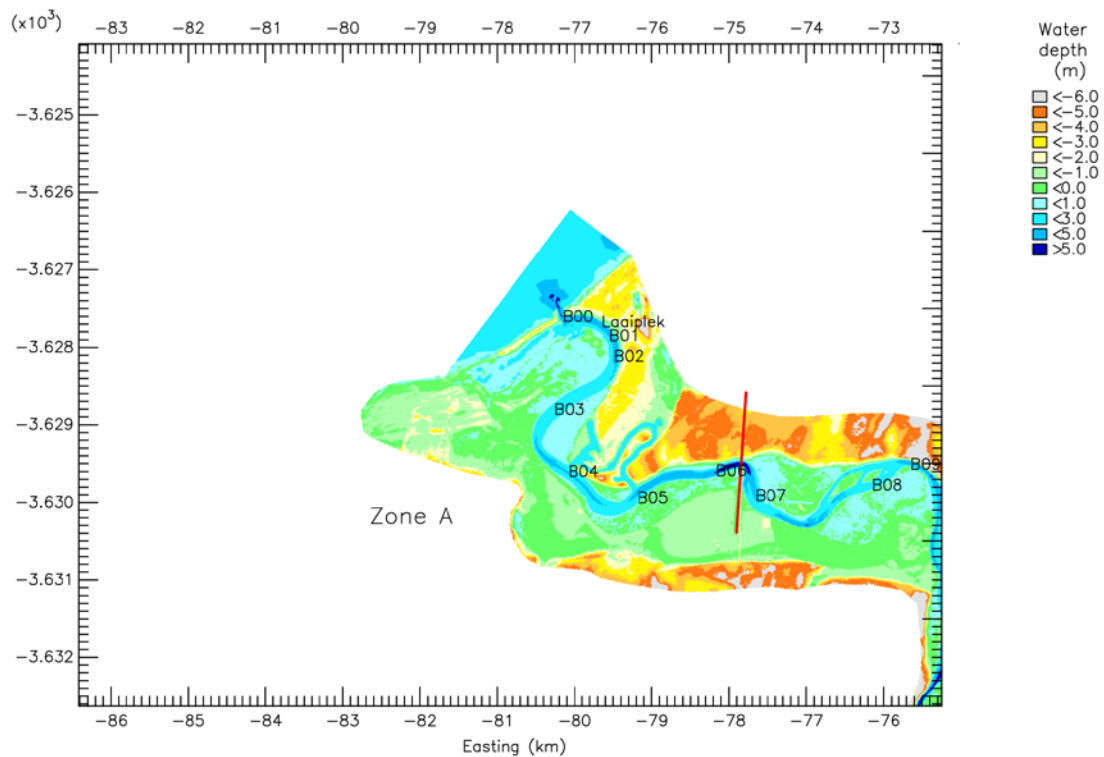 (x10³)
−83 −82 −81 −80 −79 −78 −77 −76 −75 −74 −73
Water
depth
(m)
<−6.0
<−5.0
<−4.0
<−3.0
<−2.0
<−1.0
<0.0
<1.0
<3.0
<5.0
>5.0
−3.625
−3.626
−3.627
−3.628
−3.629
−3.630
−3.631
−3.632
B00
Laaiplek
B01
B02
B03
B04
B05
B06
B07
B08
B09
Zone A
−86 −85 −84 −83 −82 −81 −80 −79 −78 −77 −76
Easting (km)